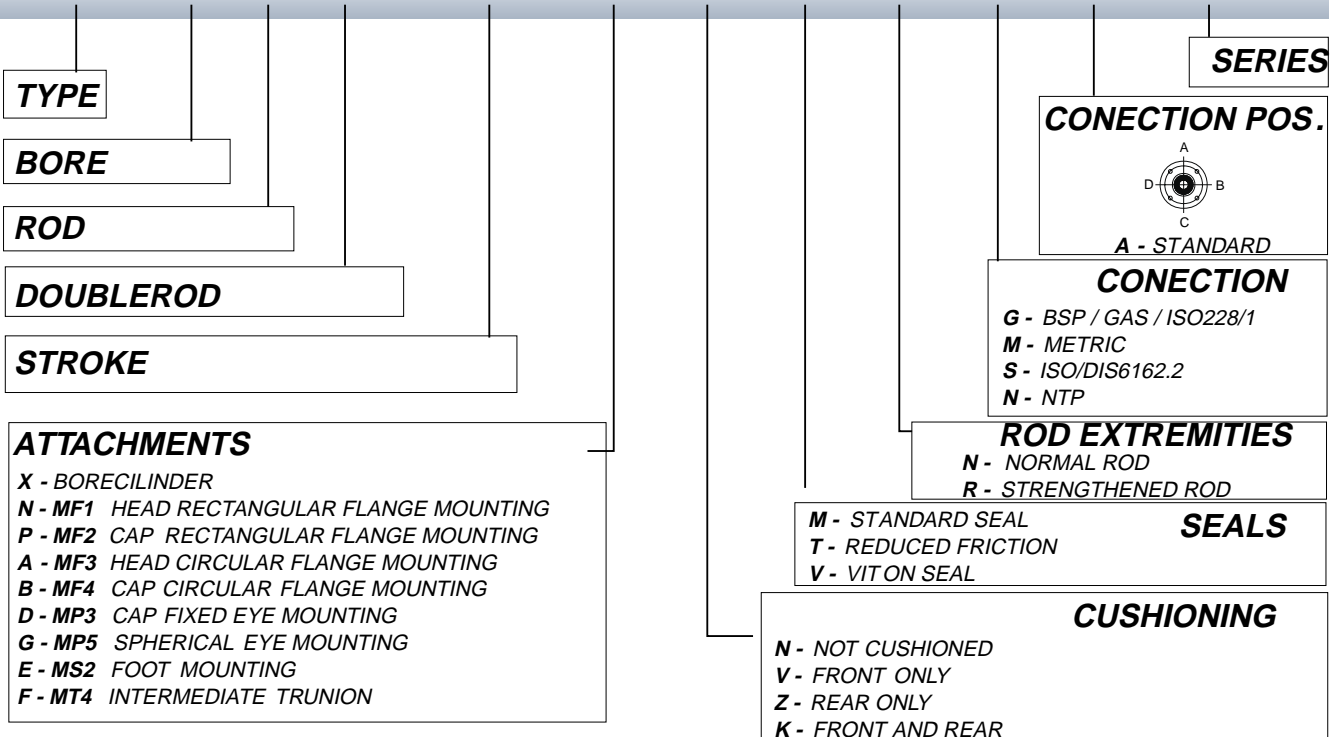 TYPE
BORE
ROD
DOUBLEROD
STROKE
ATTACHMENTS
X - BORECILINDER
N - MF1 HEAD RECTANGULAR FLANGE MOUNTING
P - MF2 CAP RECTANGULAR FLANGE MOUNTING
A - MF3 HEAD CIRCULAR FLANGE MOUNTING
B - MF4 CAP CIRCULAR FLANGE MOUNTING
D - MP3 CAP FIXED EYE MOUNTING
G - MP5 SPHERICAL EYE MOUNTING
E - MS2 FOOT MOUNTING
F - MT4 INTERMEDIATE TRUNION
SERIES
CONECTION POS.
A
D B
C
A - STANDARD
CONECTION
G - BSP / GAS / ISO228/1
M - METRIC
S - ISO/DIS6162.2
N - NTP
ROD EXTREMITIES
N - NORMAL ROD
R - STRENGTHENED ROD
SEALS
M - STANDARD SEAL
T - REDUCED FRICTION
V - VITON SEAL
CUSHIONING
N - NOT CUSHIONED
V - FRONT ONLY
Z - REAR ONLY
K - FRONT AND REAR